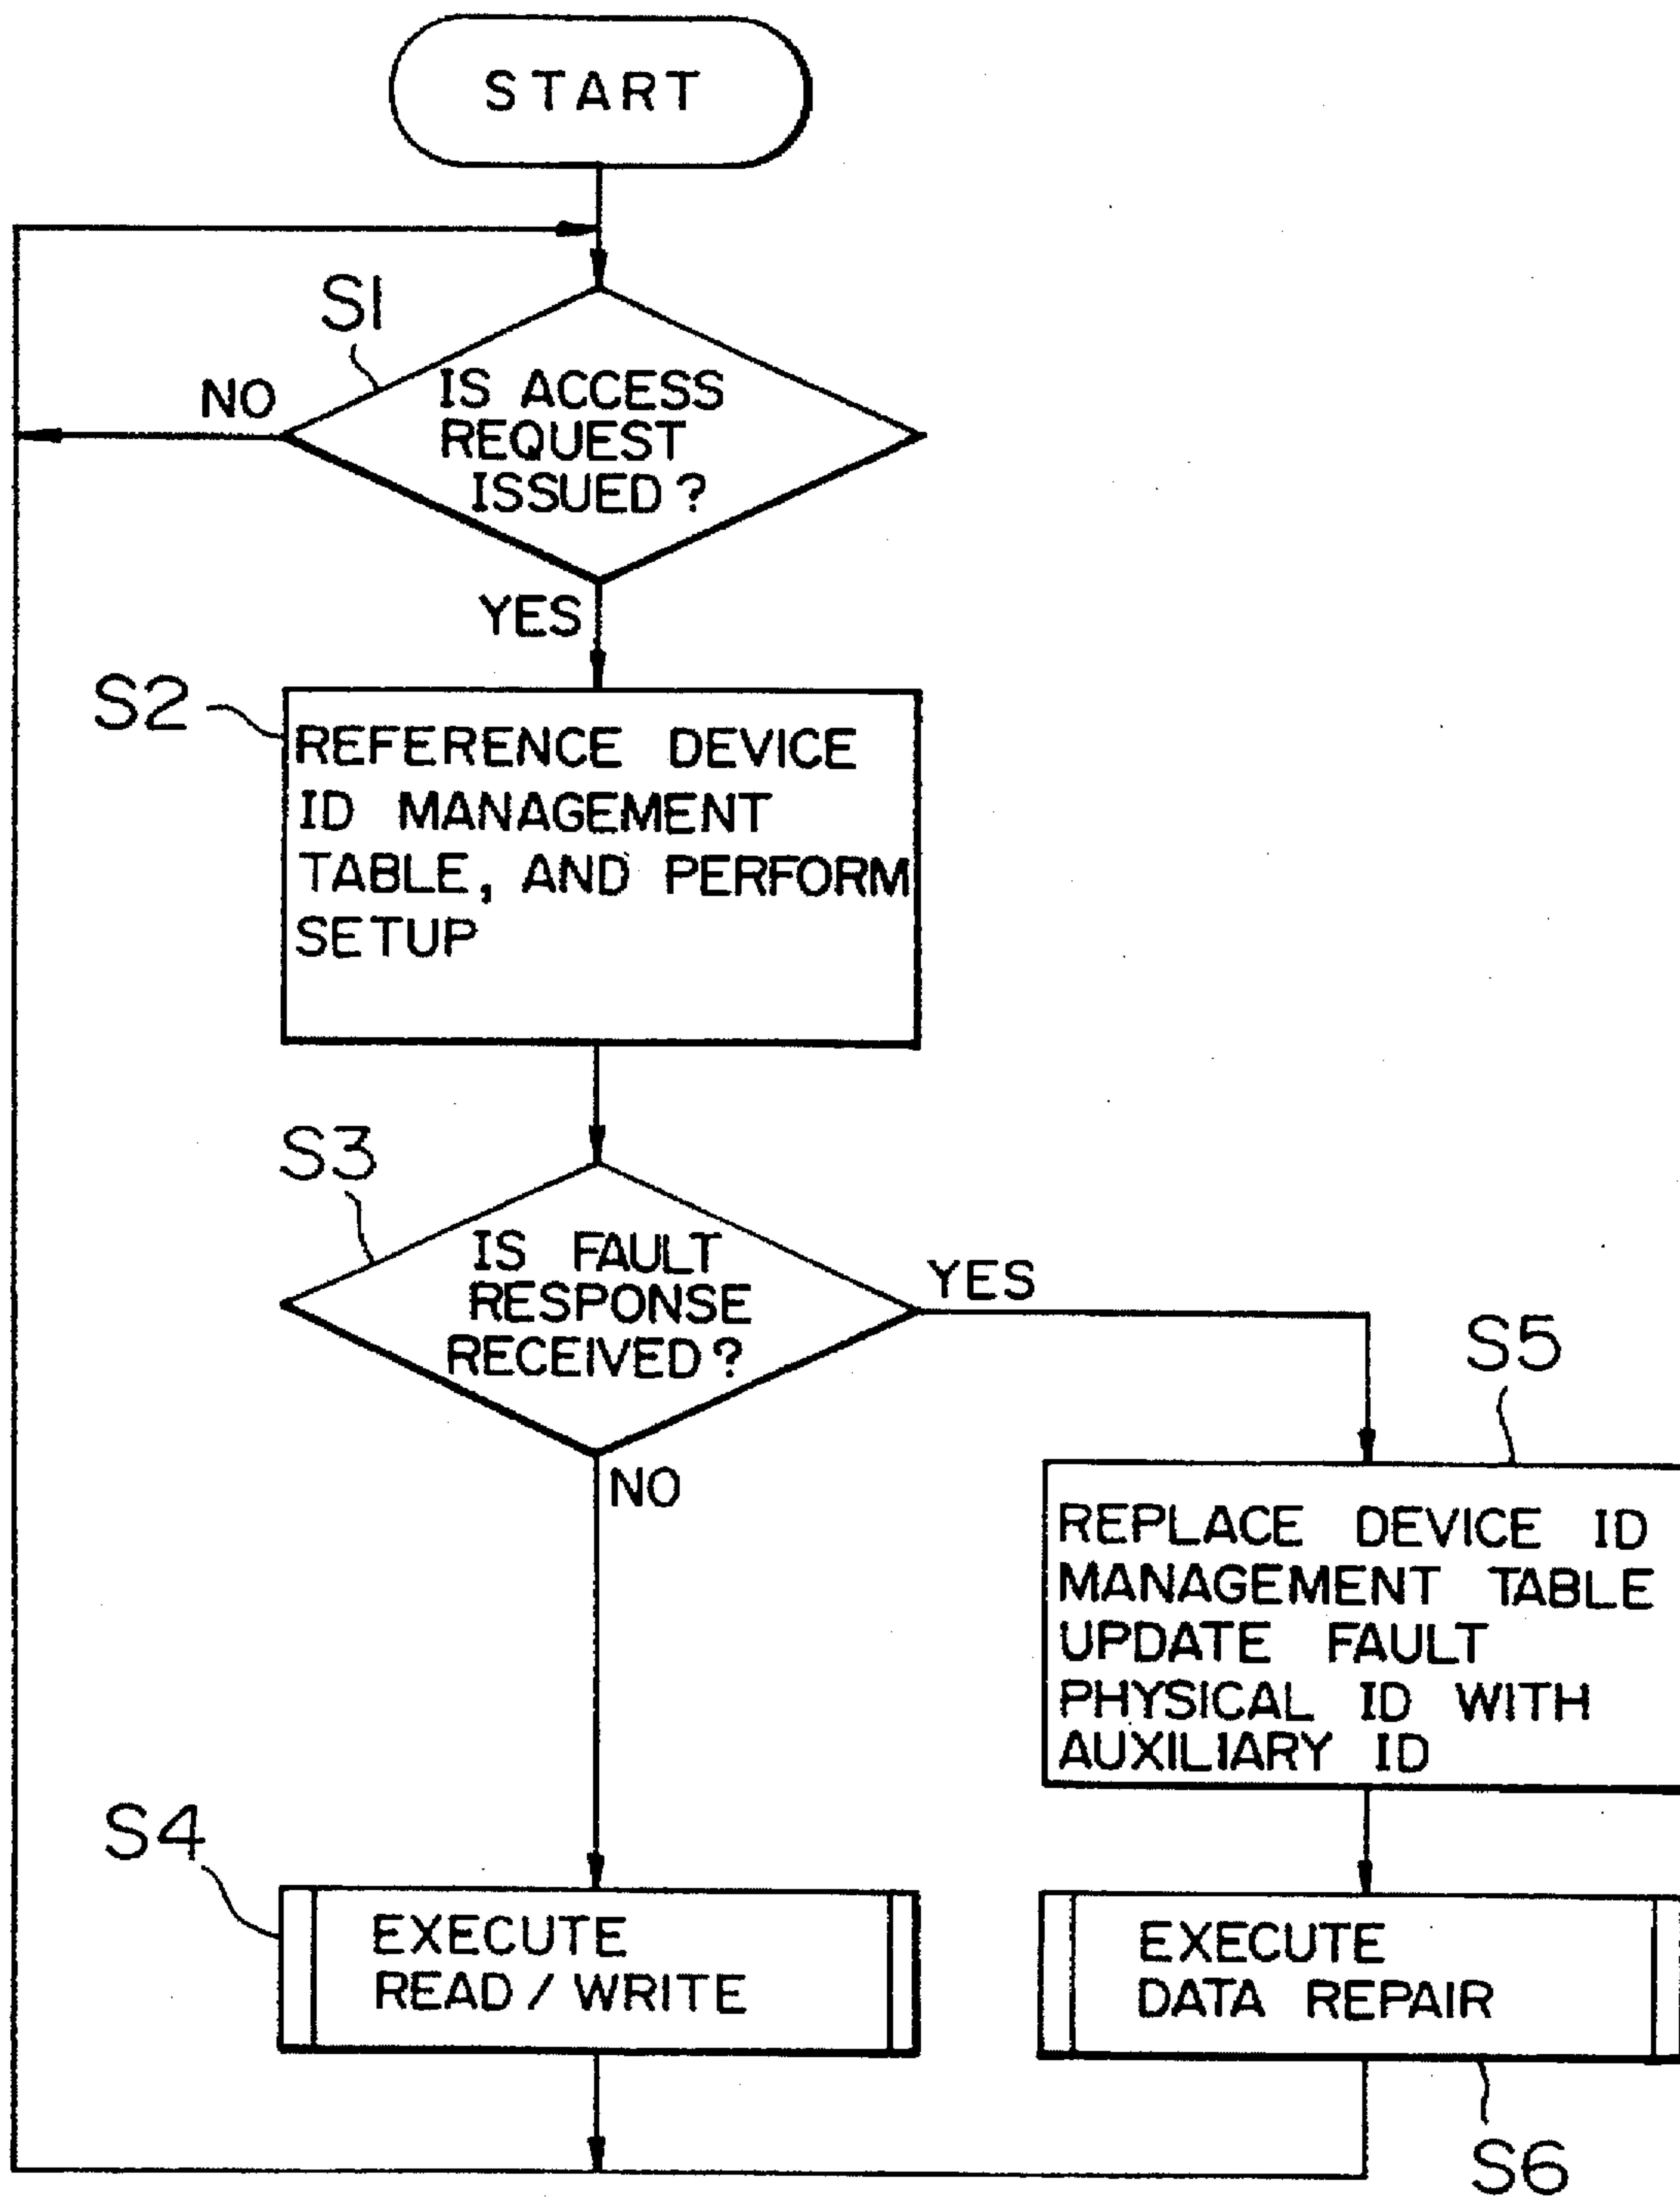 START
S1
NO
IS ACCESS
REQUEST
ISSUED?
YES
S2
REFERENCE DEVICE
ID MANAGEMENT
TABLE, AND PERFORM
SETUP
S3
IS FAULT
RESPONSE
RECEIVED?
YES
NO
S5
REPLACE DEVICE ID
MANAGEMENT TABLE
UPDATE FAULT
PHYSICAL ID WITH
AUXILIARY ID
S4
EXECUTE
READ / WRITE
EXECUTE
DATA REPAIR
S6